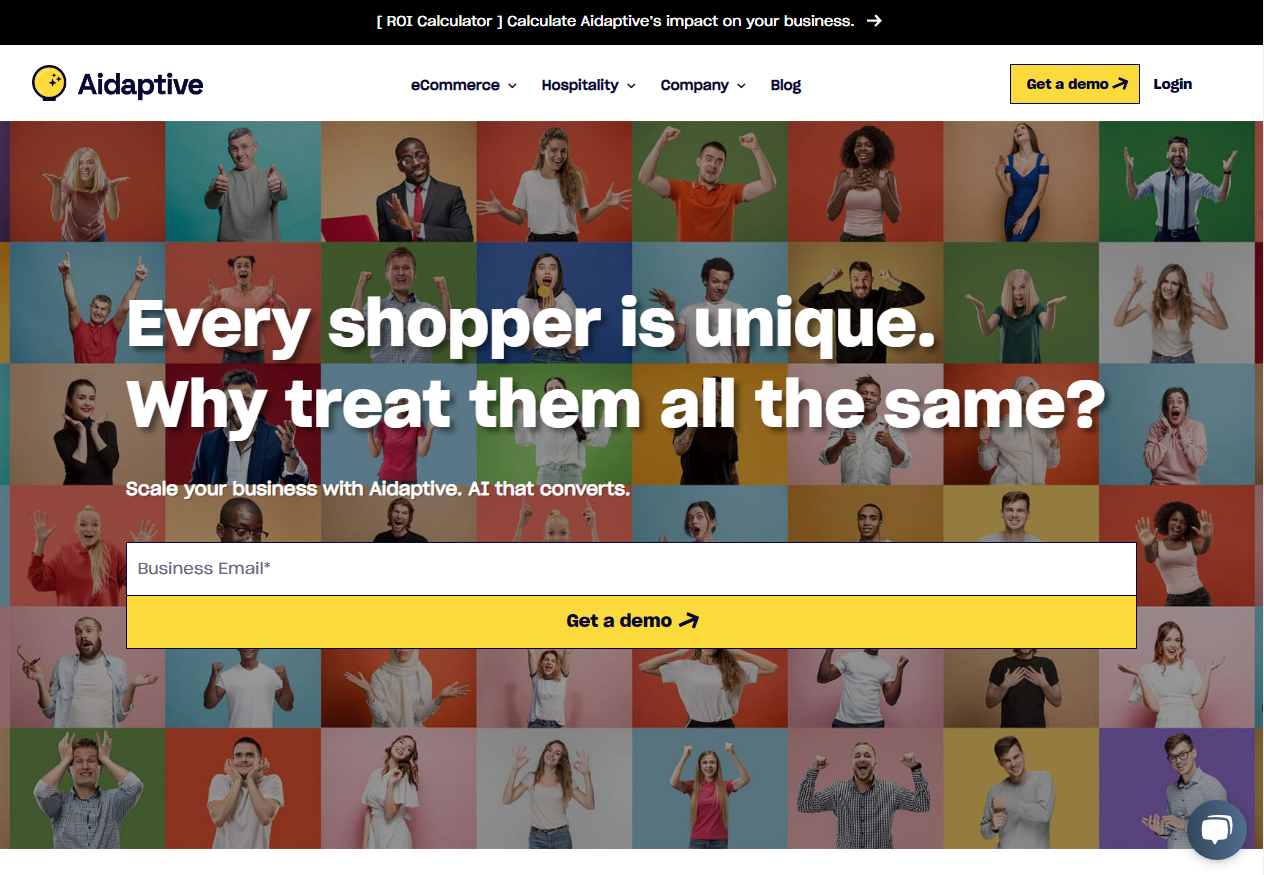 [ ROI Calculator ] Calculate Aidaptive's impact on your business. →
Aidaptive
eCommerce
Hospitality
Company
Blog
Get a demo
Login
Every shopper is unique.
Why treat them all the same?
Scale your business with Aidaptive. AI that converts.
Business Email*
Get a demo